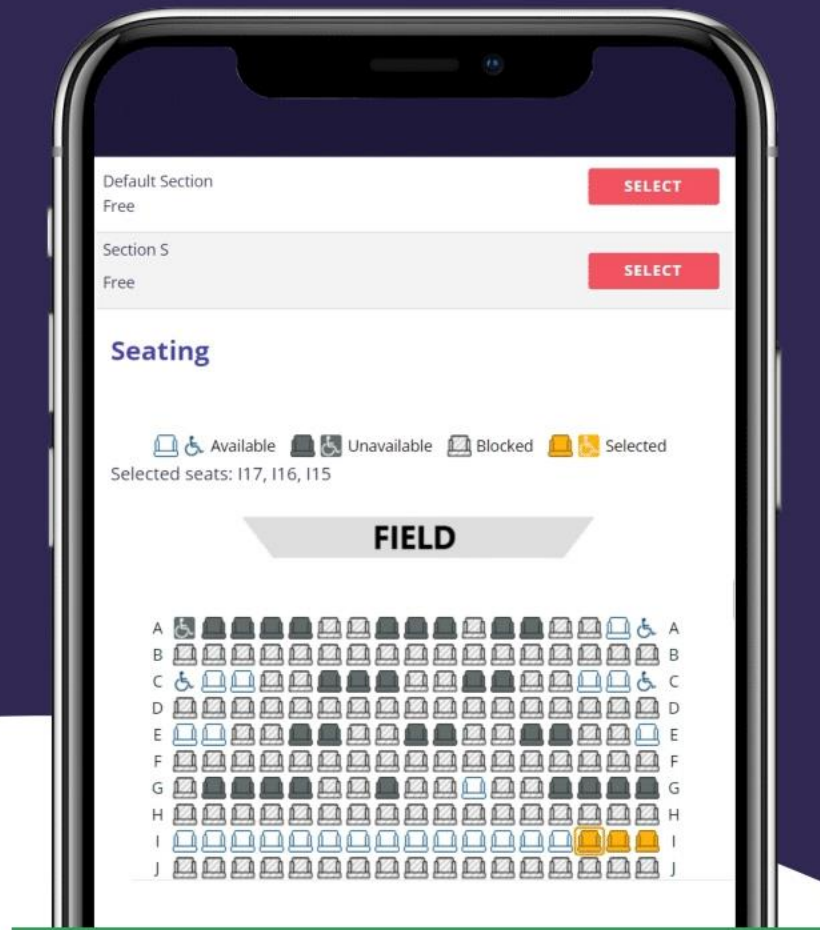 Default Section
Free
SELECT
Section S
Free
SELECT
Seating
Available Unavailable Blocked Selected
Selected seats: I17, I16, I15
FIELD
A A
B B
C C
D D
E E
F F
G G
H H
I I
J J